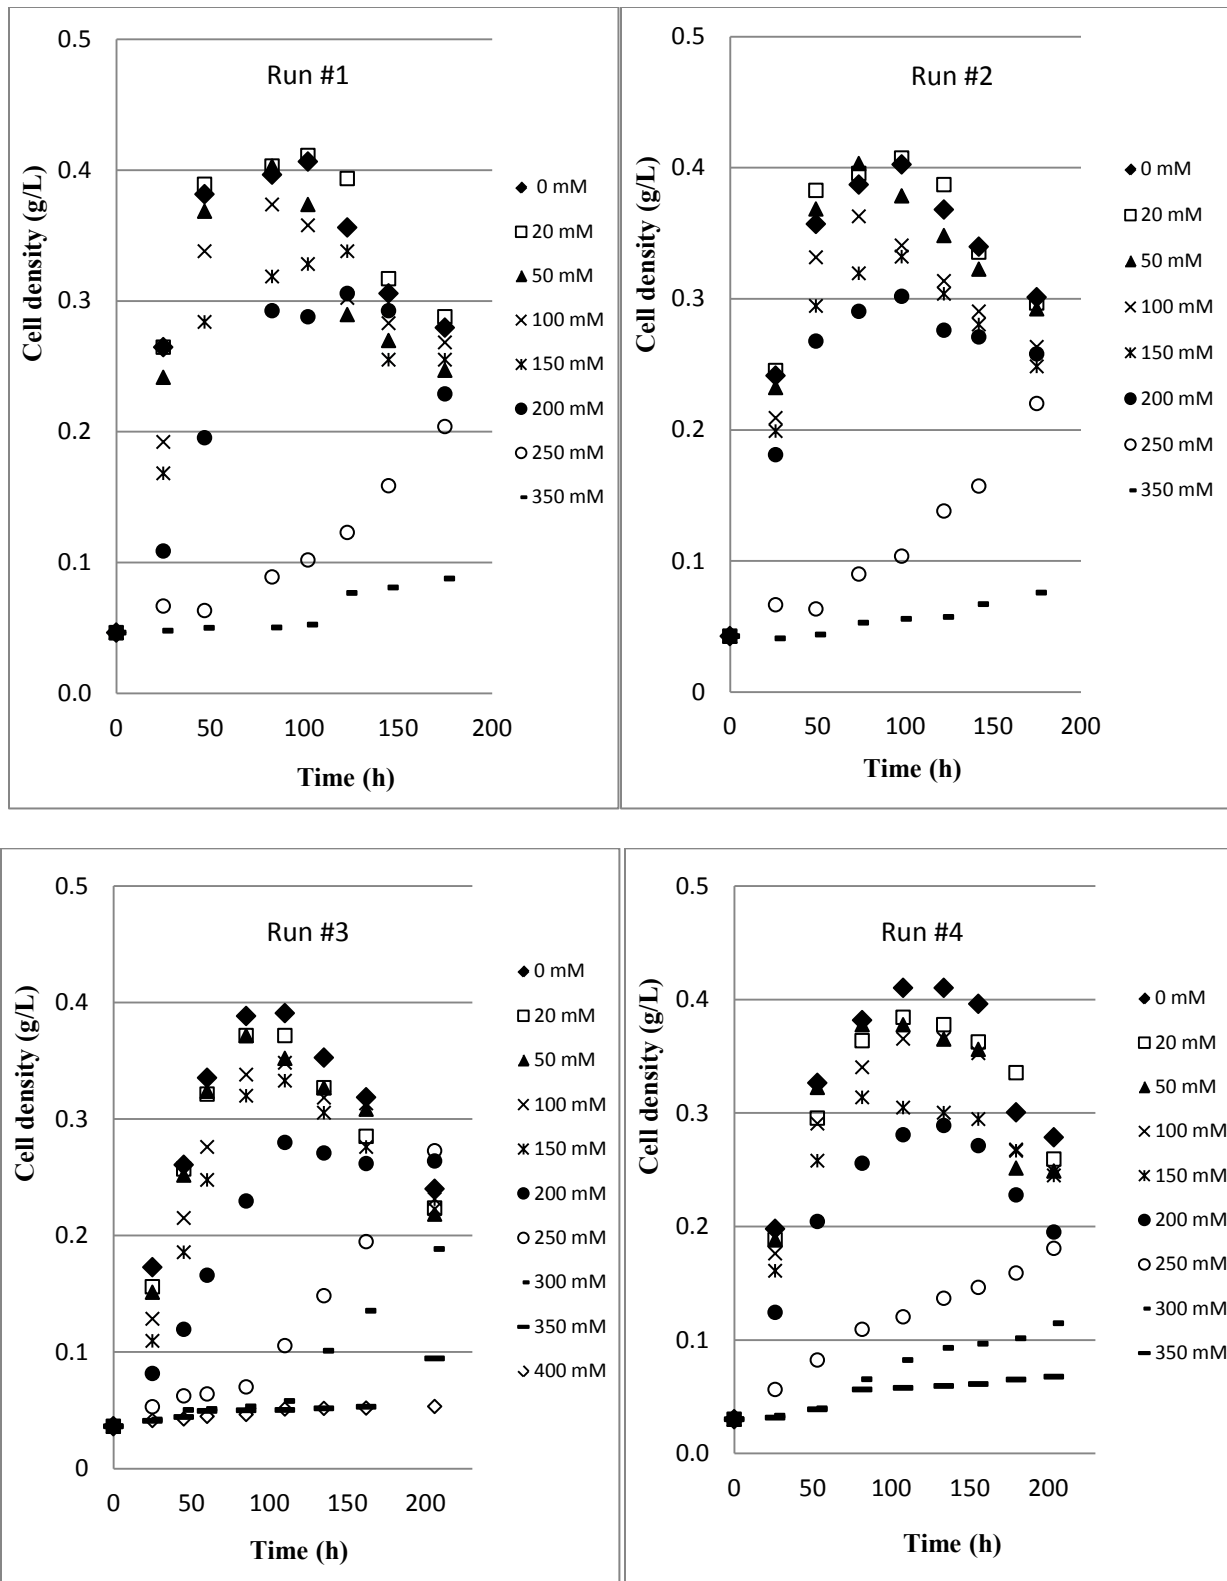 Run #1
0.5
0.4
0.3
0.2
0.1
0.0
0 50 100 150 200
Cell density (g/L)
Time (h)
0 mM
20 mM
50 mM
100 mM
150 mM
200 mM
250 mM
350 mM
Run #2
0.5
0.4
0.3
0.2
0.1
0
0 50 100 150 200
Cell density (g/L)
Time (h)
0 mM
20 mM
50 mM
100 mM
150 mM
200 mM
250 mM
350 mM
Run #3
0.5
0.4
0.3
0.2
0.1
0
0 50 100 150 200
Cell density (g/L)
Time (h)
0 mM
20 mM
50 mM
100 mM
150 mM
200 mM
250 mM
300 mM
350 mM
400 mM
Run #4
0.5
0.4
0.3
0.2
0.1
0.0
0 50 100 150 200
Cell density (g/L)
Time (h)
0 mM
20 mM
50 mM
100 mM
150 mM
200 mM
250 mM
300 mM
350 mM